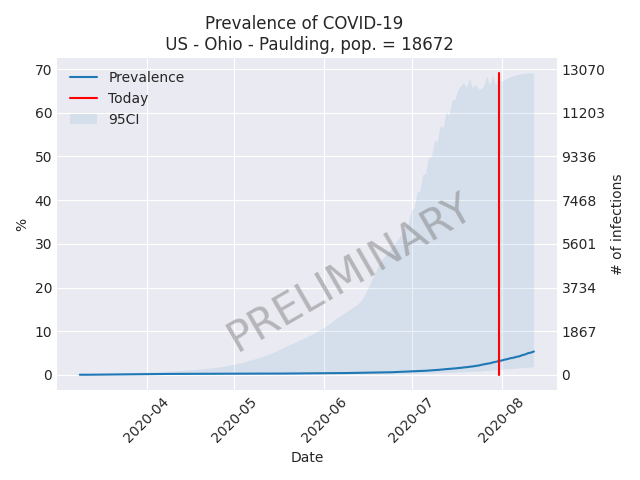 Prevalence of COVID-19
US - Ohio - Paulding, pop. = 18672
Prevalence
Today
95CI
70
60
50
40
30
20
10
0
%
13070
11203
9336
7468
5601
3734
1867
0
# of infections
PRELIMINARY
2020-04
2020-05
2020-06
2020-07
2020-08
Date